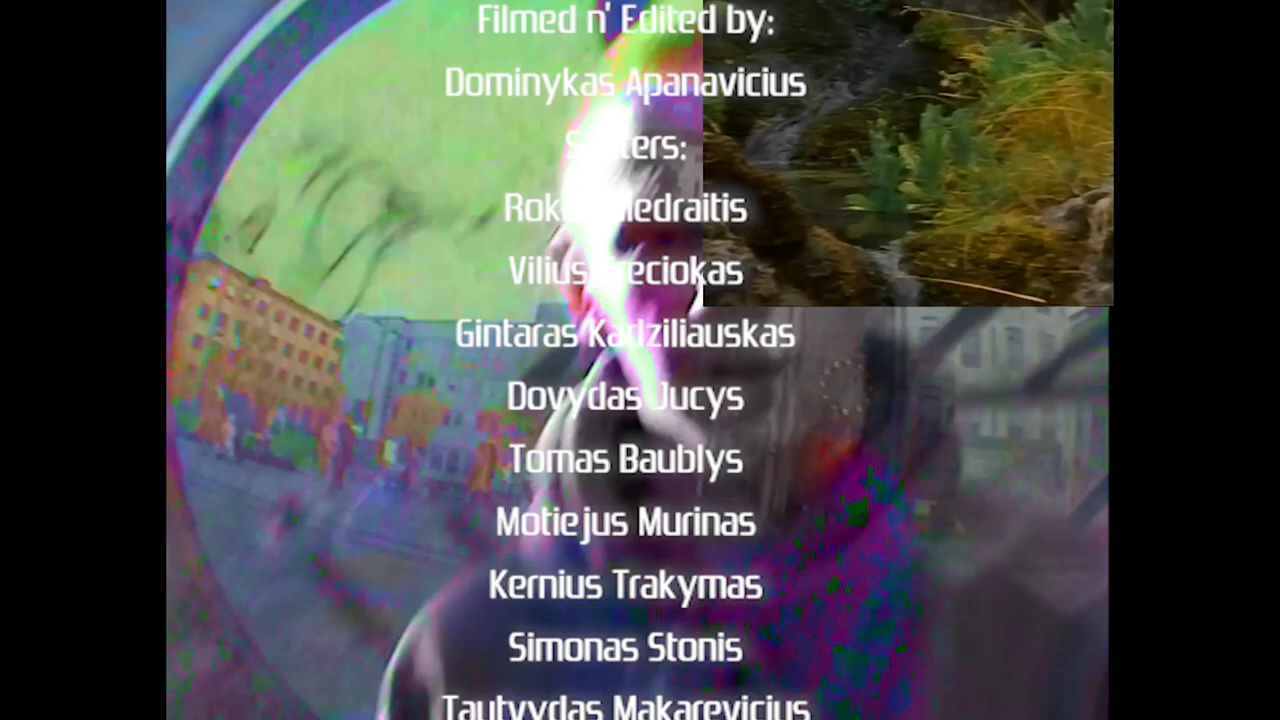 Filmed n' Edited by:
Dominykas Apanavicius
Gintaras Kadziliauskas
Dovydas Jucys
Tomas Baublys
Motiejus Murinas
Kernius Trakymas
Simonas Stonis
Tautvydas Makarevicius
Vilius